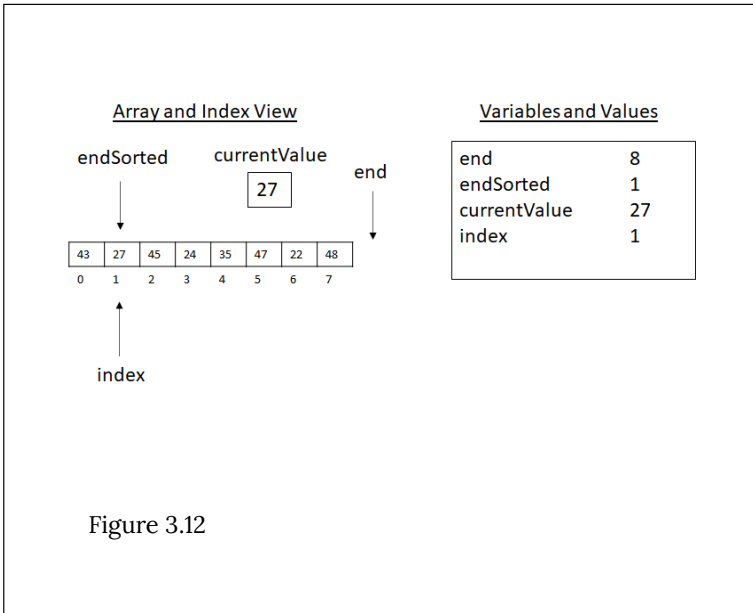 Array and Index View
endSorted
currentValue
end
27
43 27 45 24 35 47 22 48
0 1 2 3 4 5 6 7
index
Variables and Values
end 8
endSorted 1
currentValue 27
index 1
Figure 3.12